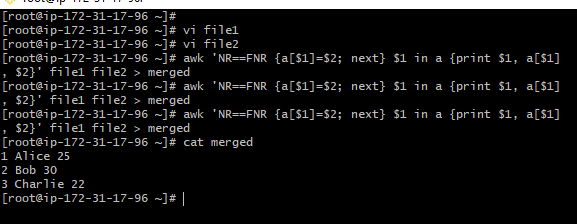 [root@ip-172-31-17-96 ~]#
[root@ip-172-31-17-96 ~]# vi file1
[root@ip-172-31-17-96 ~]# vi file2
[root@ip-172-31-17-96 ~]# awk 'NR==FNR {a[$1]=$2; next} $1 in a {print $1, a[$1]
, $2}' file1 file2 > merged
[root@ip-172-31-17-96 ~]# awk 'NR==FNR {a[$1]=$2; next} $1 in a {print $1, a[$1]
, $2}' file1 file2 > merged
[root@ip-172-31-17-96 ~]# awk 'NR==FNR {a[$1]=$2; next} $1 in a {print $1, a[$1]
, $2}' file1 file2 > merged
[root@ip-172-31-17-96 ~]# cat merged
1 Alice 25
2 Bob 30
3 Charlie 22
[root@ip-172-31-17-96 ~]#